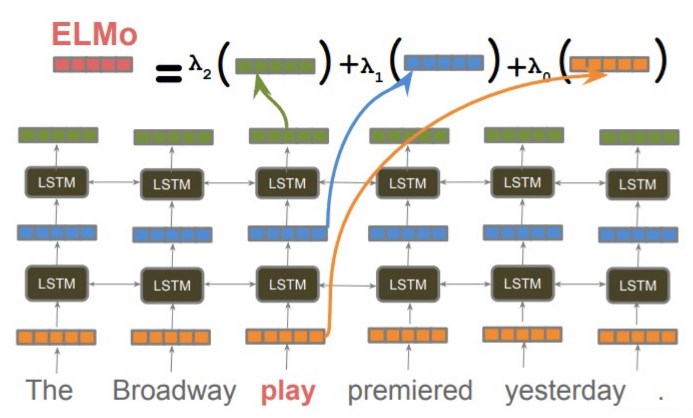 ELMo
= λ2 ( ) + λ1 ( ) + λ0 ( )
LSTM LSTM LSTM LSTM LSTM LSTM
LSTM LSTM LSTM LSTM LSTM LSTM
The Broadway play premiered yesterday .